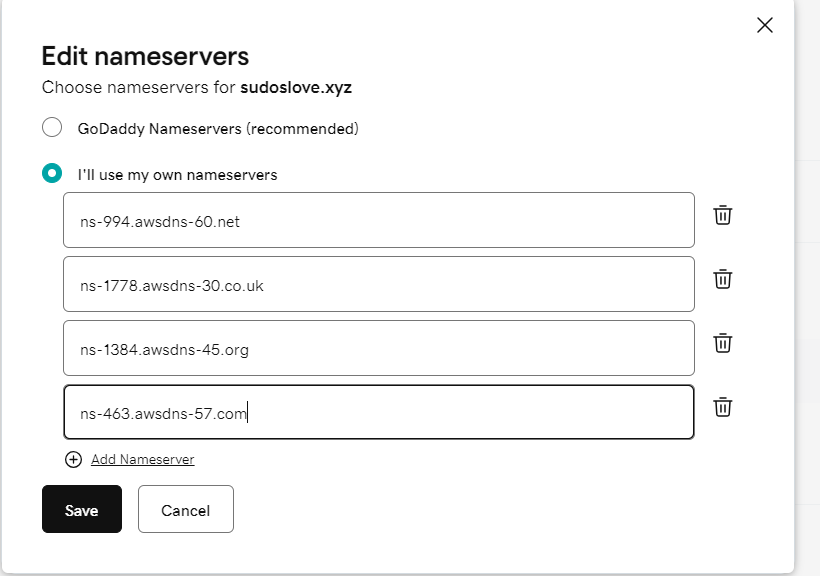 Edit nameservers
Choose nameservers for sudoslove.xyz
GoDaddy Nameservers (recommended)
I'll use my own nameservers
ns-994.awsdns-60.net
ns-1778.awsdns-30.co.uk
ns-1384.awsdns-45.org
ns-463.awsdns-57.com
Add Nameserver
Save
Cancel